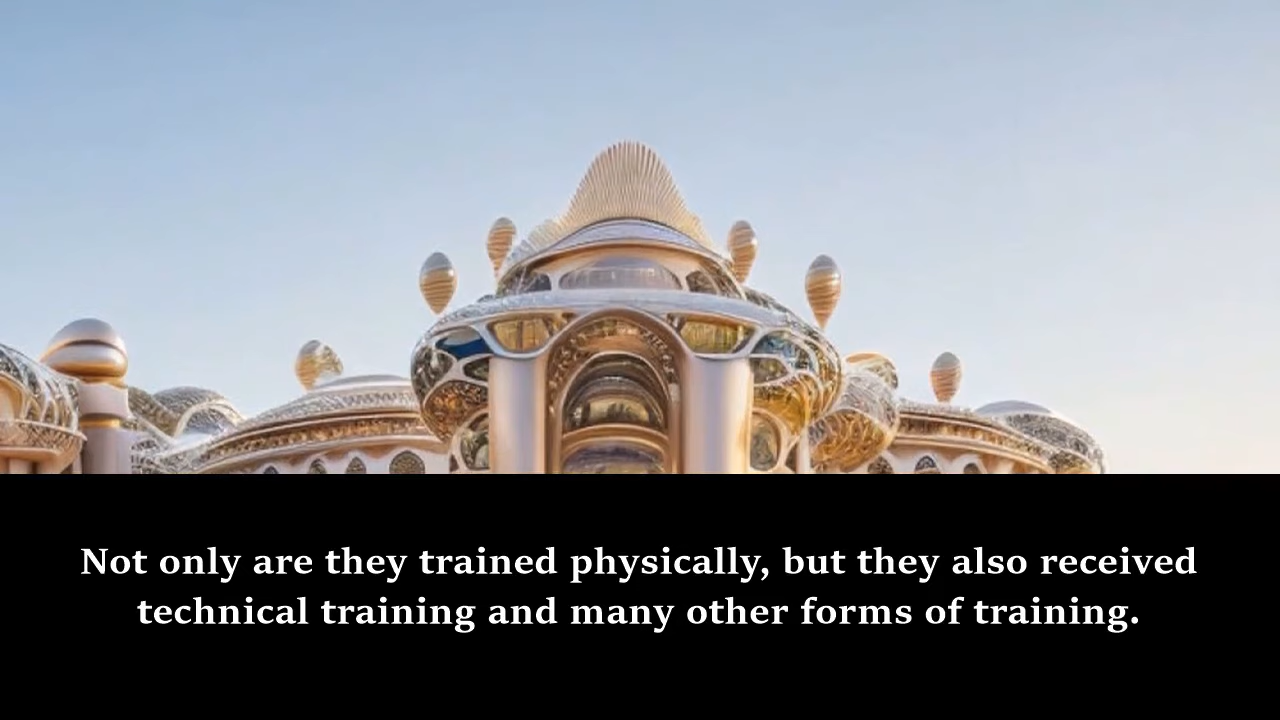 Not only are they trained physically, but they also received
technical training and many other forms of training.